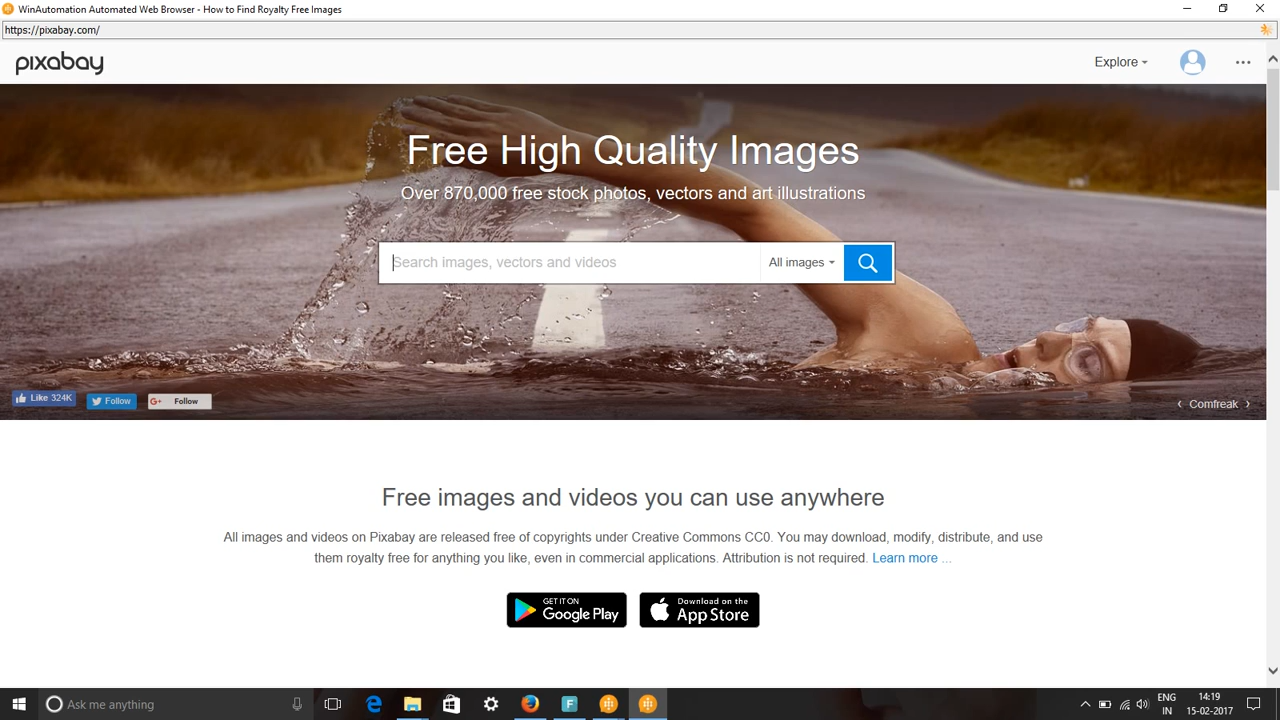 WinAutomation Automated Web Browser - How to Find Royalty Free Images
https://pixabay.com/
pixabay
Explore
Free High Quality Images
Over 870,000 free stock photos, vectors and art illustrations
Search images, vectors and videos
All images
Like 324K
Follow
G+ Follow
‹ Comfreak ›
Free images and videos you can use anywhere
All images and videos on Pixabay are released free of copyrights under Creative Commons CC0. You may download, modify, distribute, and use
them royalty free for anything you like, even in commercial applications. Attribution is not required. Learn more ...
GET IT ON
Google Play
Download on the
App Store
Ask me anything
e
F
ENG
IN
14:19
15-02-2017